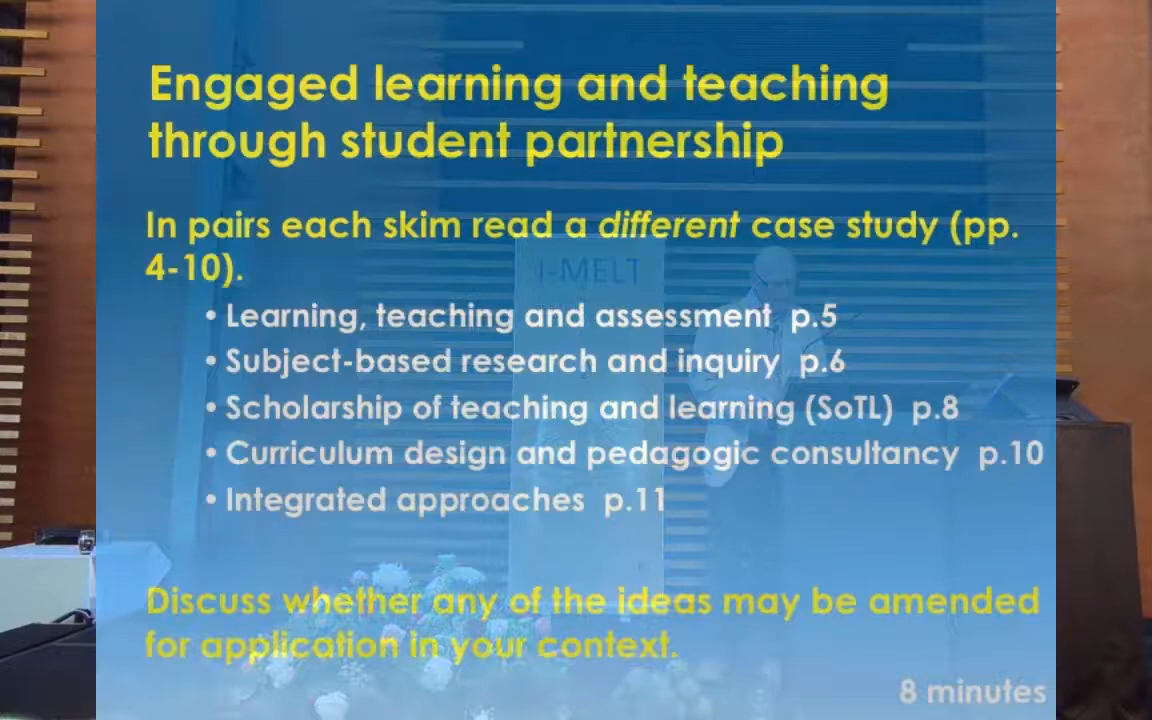 Engaged learning and teaching
through student partnership
In pairs each skim read a different case study (pp.
4-10).
I-MELT
• Learning, teaching and assessment p.5
• Subject-based research and inquiry p.6
• Scholarship of teaching and learning (SoTL) p.8
• Curriculum design and pedagogic consultancy p.10
• Integrated approaches p.11
Discuss whether any of the ideas may be amended
for application in your context.
8 minutes